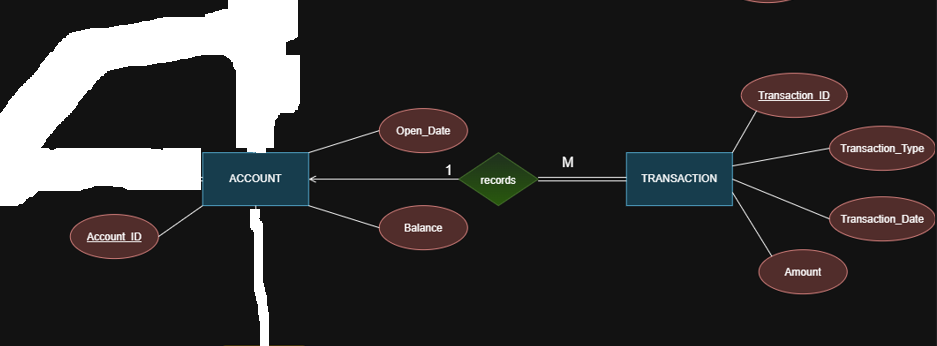 Transaction_ID
Open_Date
Transaction_Type
1
M
ACCOUNT
records
TRANSACTION
Account_ID
Balance
Transaction_Date
Amount